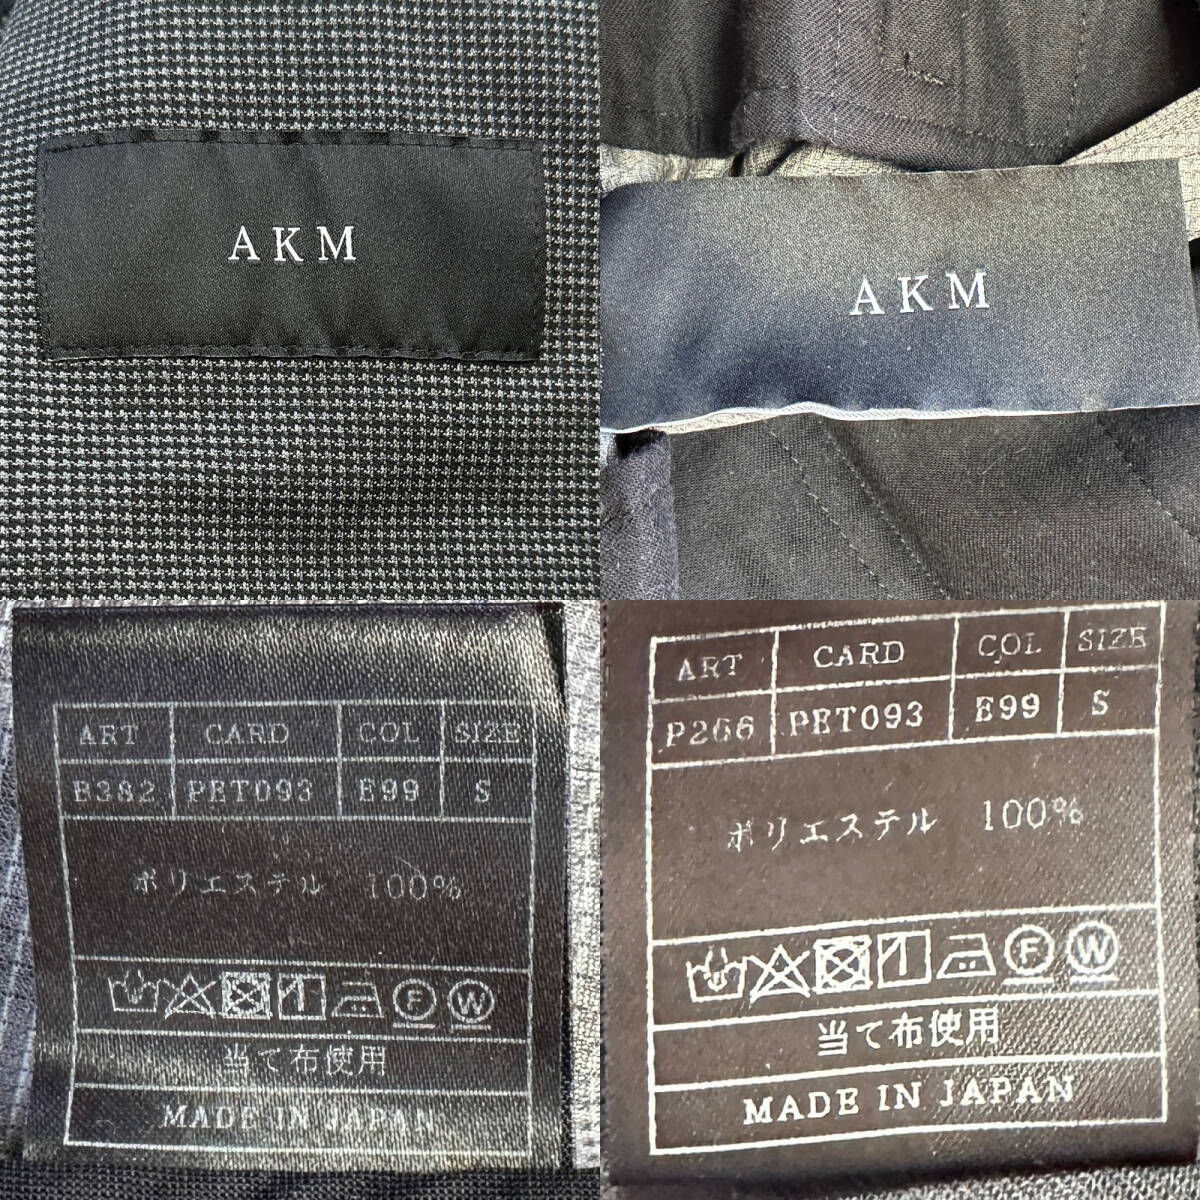 AKM
AKM
ART CARD COL SIZE
B382 PET093 E99 S
ポリエステル 100%
F W
当て布使用
MADE IN JAPAN
ART CARD COL SIZE
P266 PET093 E99 S
ポリエステル 100%
F W
当て布使用
MADE IN JAPAN